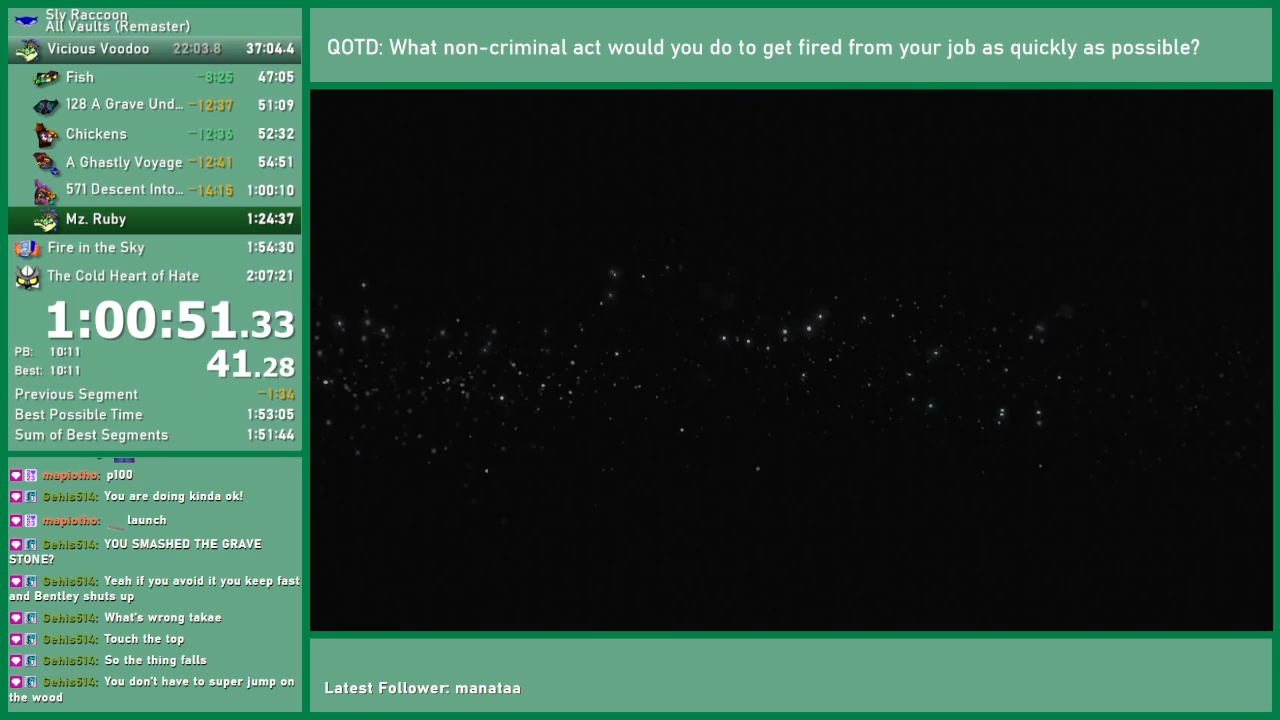 Sly Raccoon
All Vaults (Remaster)
Vicious Voodoo 22:03.8 37:04.4
Fish −8:25 47:05
128 A Grave Und... −12:37 51:09
Chickens −12:36 52:32
A Ghastly Voyage −12:41 54:51
571 Descent Into... −14:15 1:00:10
Mz. Ruby 1:24:37
Fire in the Sky 1:54:30
The Cold Heart of Hate 2:07:21
1:00:51.33
PB: 10:11
Best: 10:11
41.28
Previous Segment −1:34
Best Possible Time 1:53:05
Sum of Best Segments 1:51:44
mapiotho: p100
Gehis514: You are doing kinda ok!
mapiotho: launch
Gehis514: YOU SMASHED THE GRAVE
STONE?
Gehis514: Yeah if you avoid it you keep fast
and Bentley shuts up
Gehis514: What's wrong takae
Gehis514: Touch the top
Gehis514: So the thing falls
Gehis514: You don't have to super jump on
the wood
QOTD: What non-criminal act would you do to get fired from your job as quickly as possible?
Latest Follower: manataa